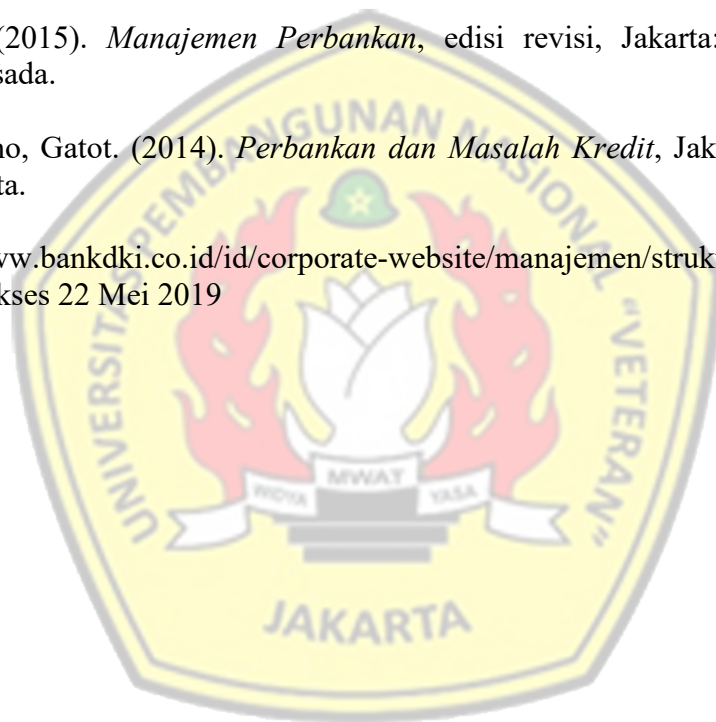 (2015). Manajemen Perbankan, edisi revisi, Jakarta:
sada.
no, Gatot. (2014). Perbankan dan Masalah Kredit, Jak
ta.
ww.bankdki.co.id/id/corporate-website/manajemen/strukt
kses 22 Mei 2019
UNIVERSITAS PEMBANGUNAN NASIONAL "VETERAN"
WIDYA MWAT YASA
JAKARTA